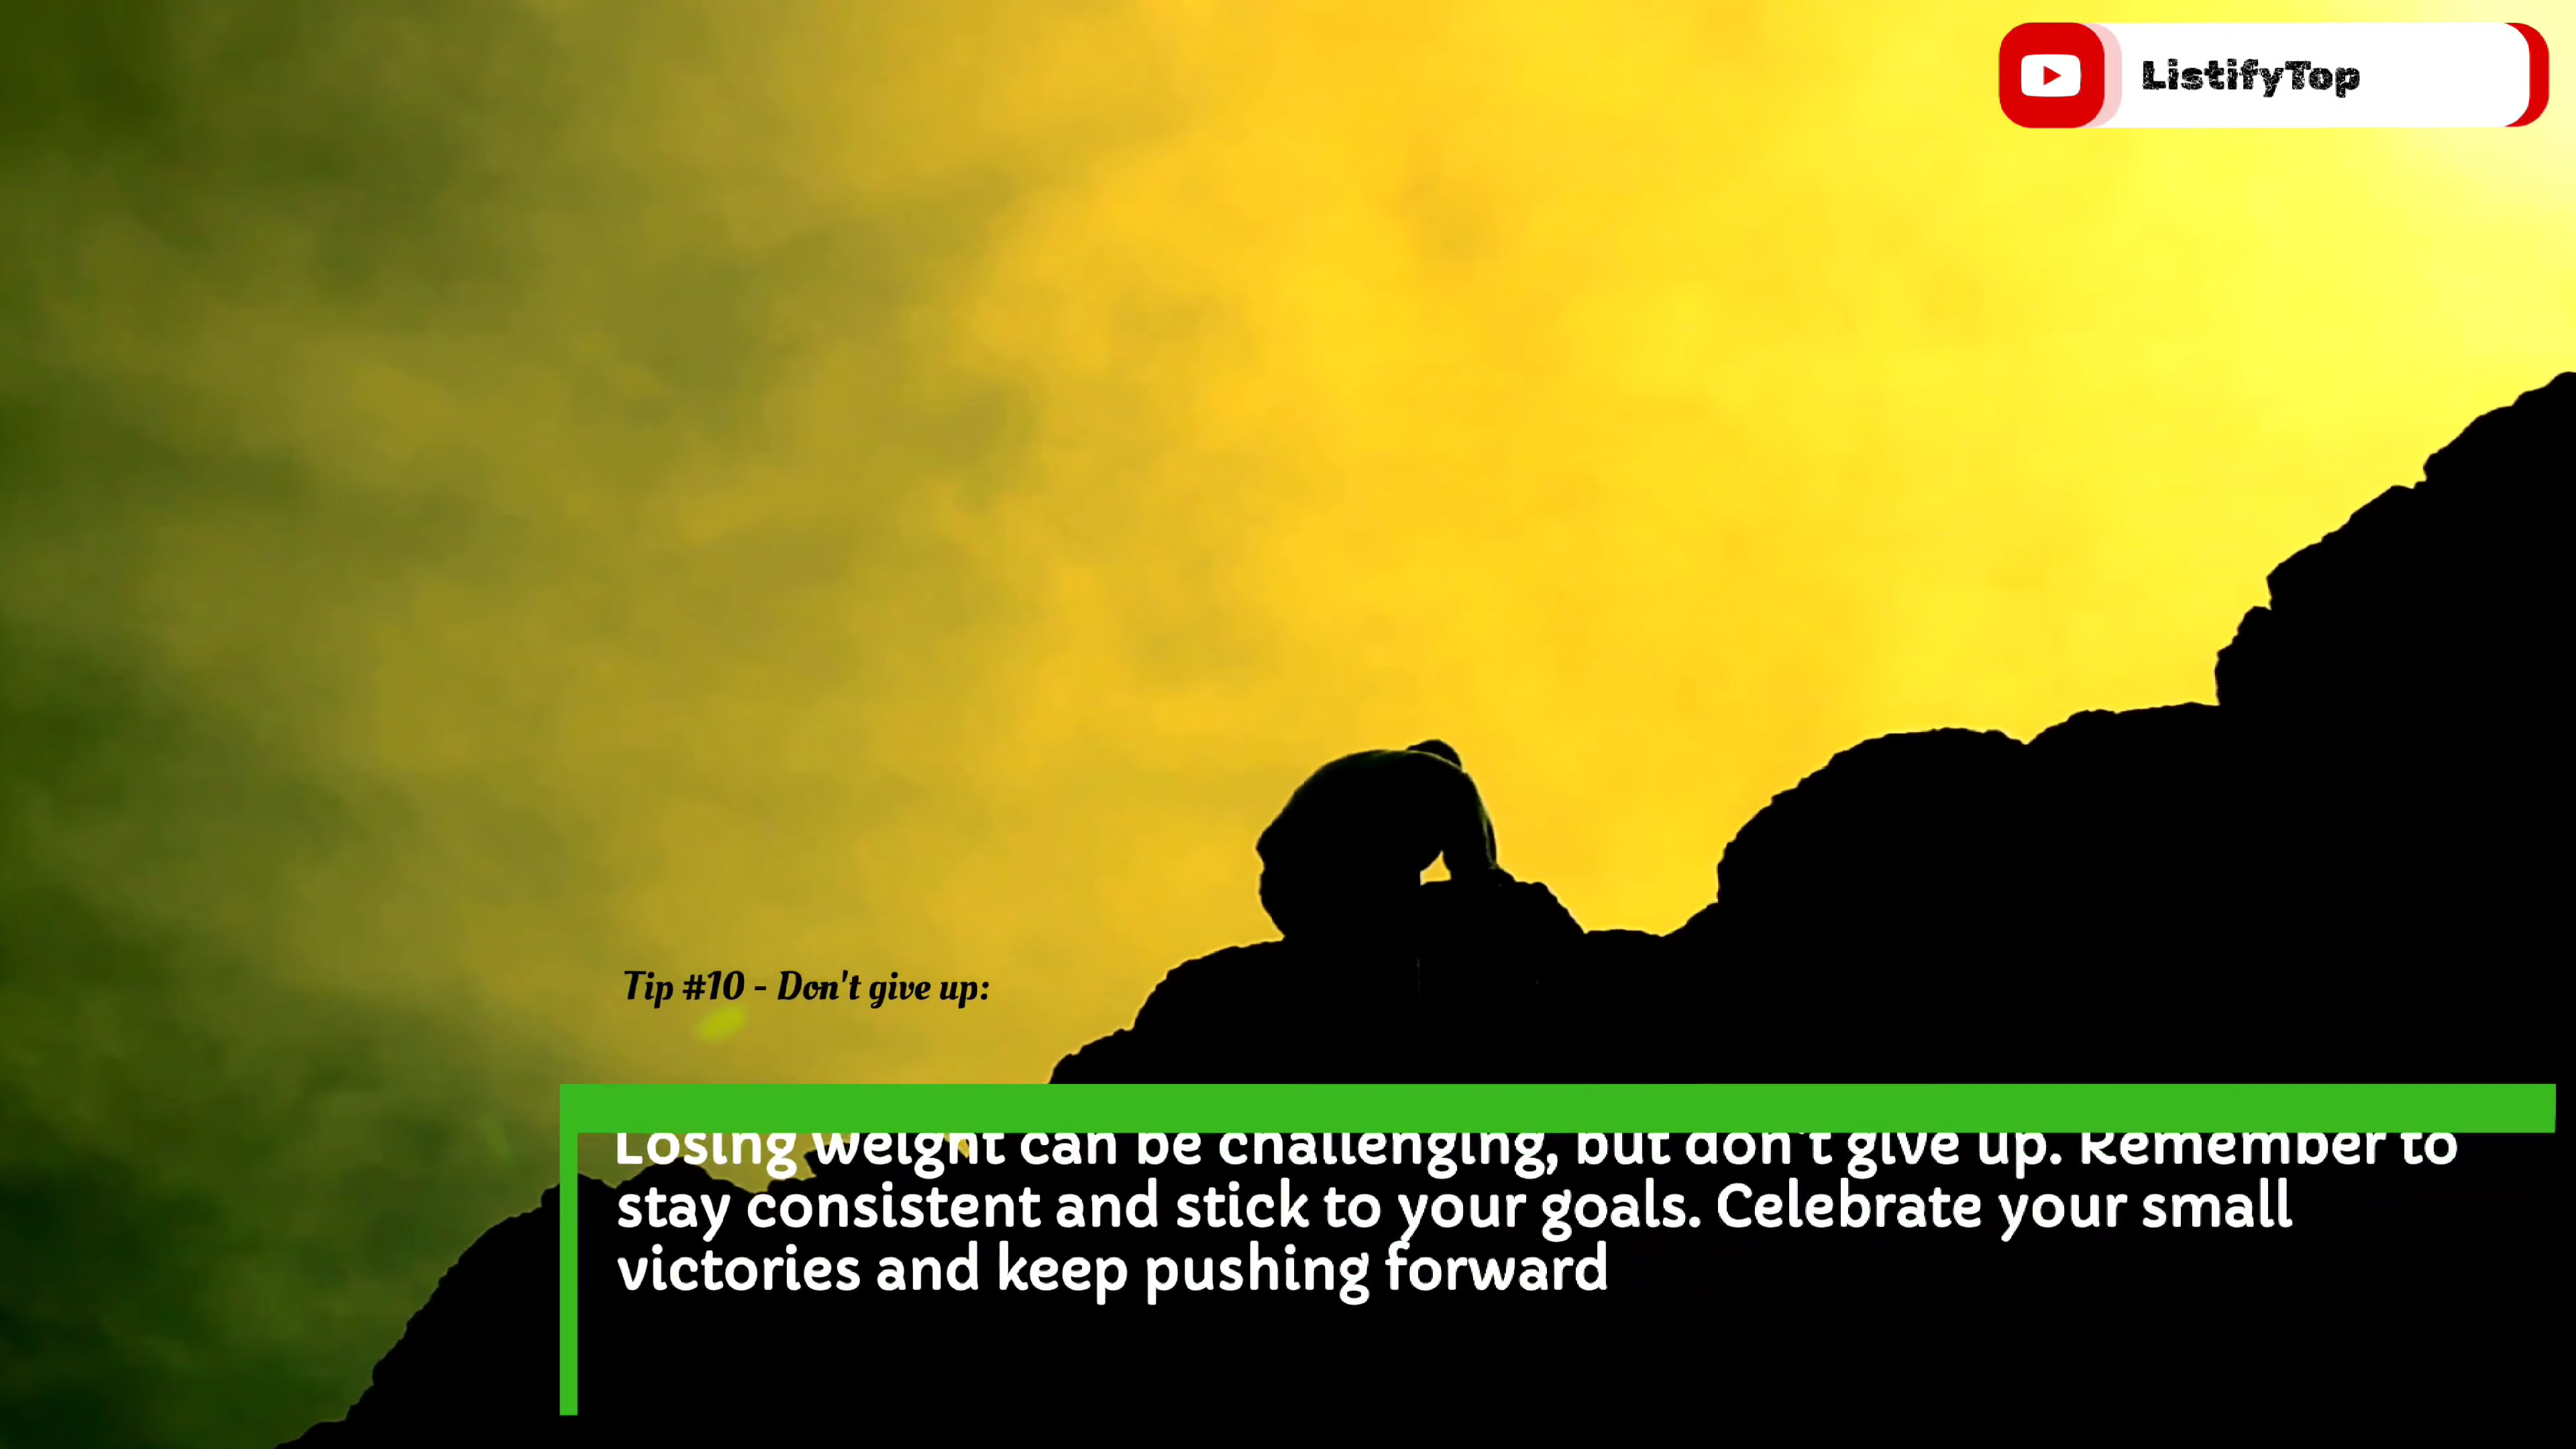 ListifyTop
Tip #10 - Don't give up:
Losing weight can be challenging, but don't give up. Remember to
stay consistent and stick to your goals. Celebrate your small
victories and keep pushing forward